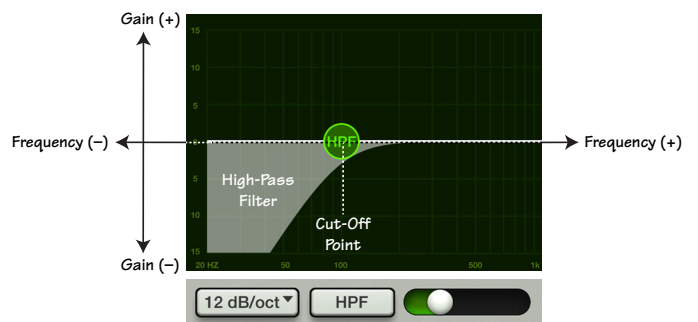 Gain (+)
15
10
5
Frequency (–)
0
HPF
Frequency (+)
High-Pass
Filter
5
10
Cut-Off
Point
15
Gain (–)
20 HZ 50 100 500 1k
12 dB/oct HPF